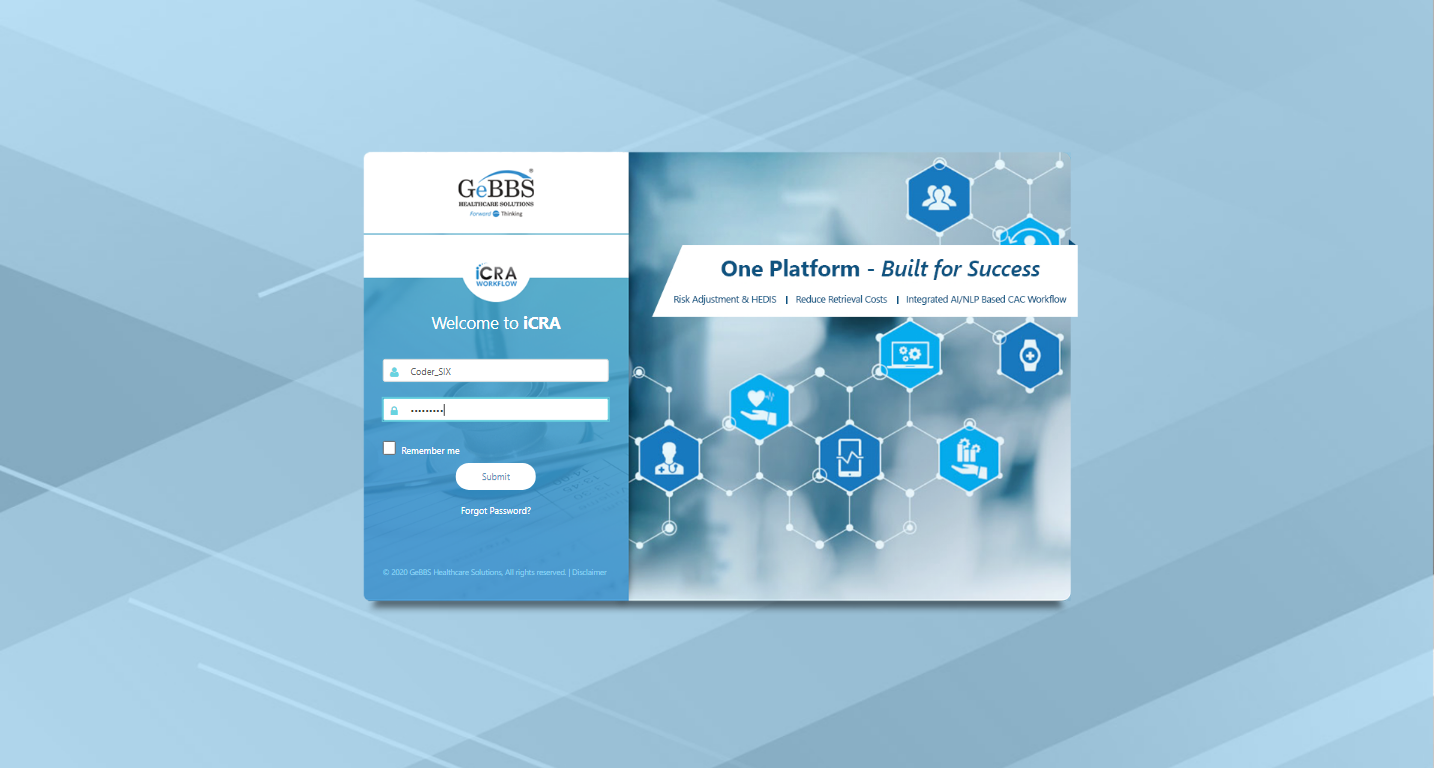 GeBBS®
HEALTHCARE SOLUTIONS
Forward Thinking
iCRA
WORKFLOW
Welcome to iCRA
Coder_SIX
•••••••••
Remember me
Submit
Forgot Password?
© 2020 GeBBS Healthcare Solutions, All rights reserved. | Disclaimer
One Platform - Built for Success
Risk Adjustment & HEDIS | Reduce Retrieval Costs | Integrated AI/NLP Based CAC Workflow